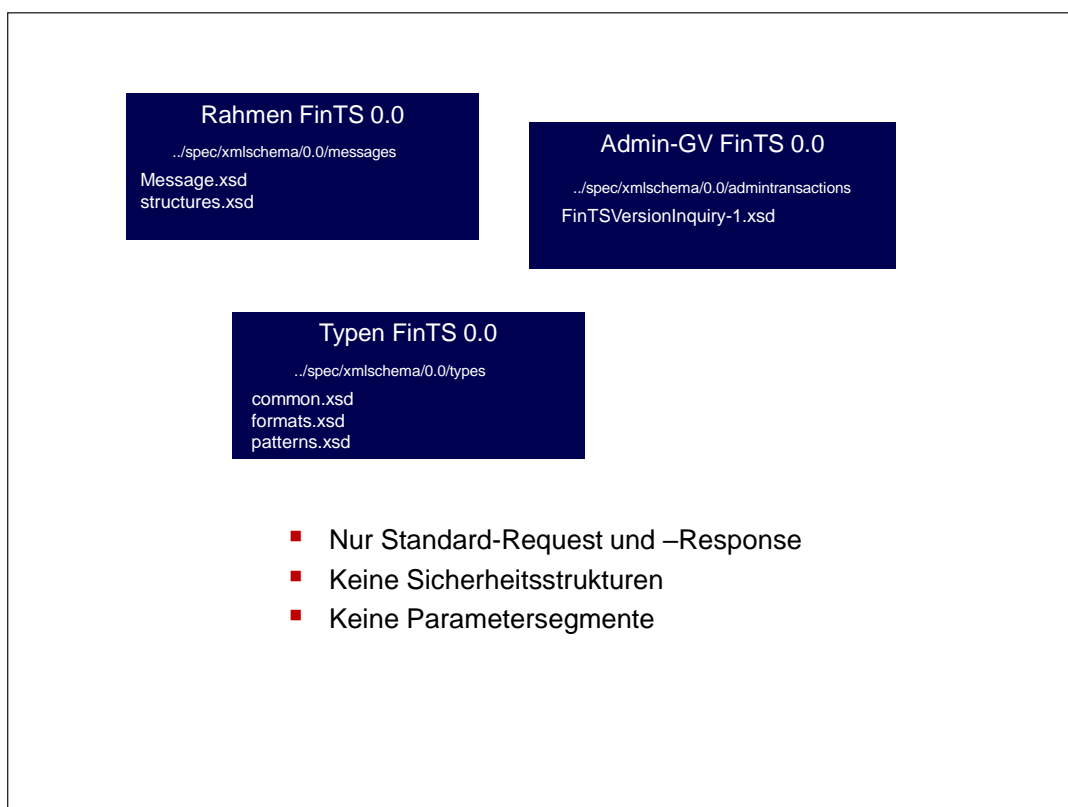 Rahmen FinTS 0.0
../spec/xmlschema/0.0/messages
Message.xsd
structures.xsd
Admin-GV FinTS 0.0
../spec/xmlschema/0.0/admintransactions
FinTSVersionInquiry-1.xsd
Typen FinTS 0.0
../spec/xmlschema/0.0/types
common.xsd
formats.xsd
patterns.xsd
▪ Nur Standard-Request und –Response
▪ Keine Sicherheitsstrukturen
▪ Keine Parametersegmente